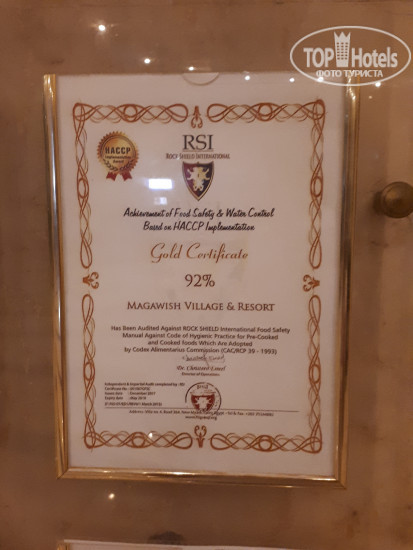 TOP Hotels
ФОТО ТУРИСТА
HACCP
RSI
ROCK SHIELD INTERNATIONAL
Achievement of Food Safety & Water Control
Based on HACCP Implementation
Gold Certificate
92%
MAGAWISH VILLAGE & RESORT
Has Been Audited Against ROCK SHIELD International Food Safety
Manual Against Code of Hygienic Practice for Pre-Cooked
and Cooked foods Which Are Adopted
by Codex Alimentarius Commission (CAC/RCP 39 - 1993)
Director of Operations